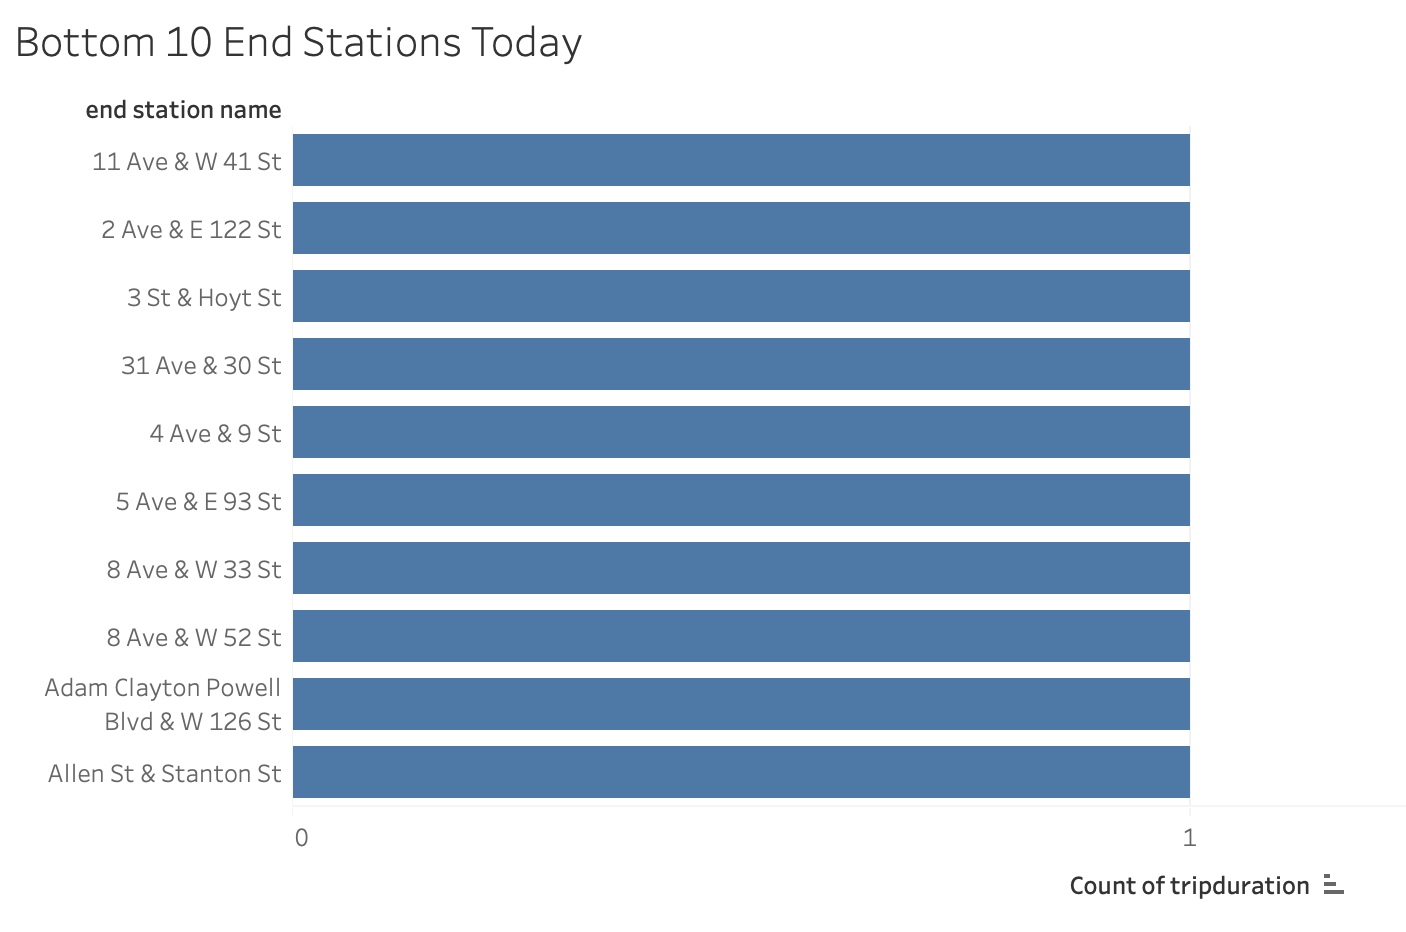 Bottom 10 End Stations Today
end station name
11 Ave & W 41 St
2 Ave & E 122 St
3 St & Hoyt St
31 Ave & 30 St
4 Ave & 9 St
5 Ave & E 93 St
8 Ave & W 33 St
8 Ave & W 52 St
Adam Clayton Powell
Blvd & W 126 St
Allen St & Stanton St
0 1
Count of tripduration